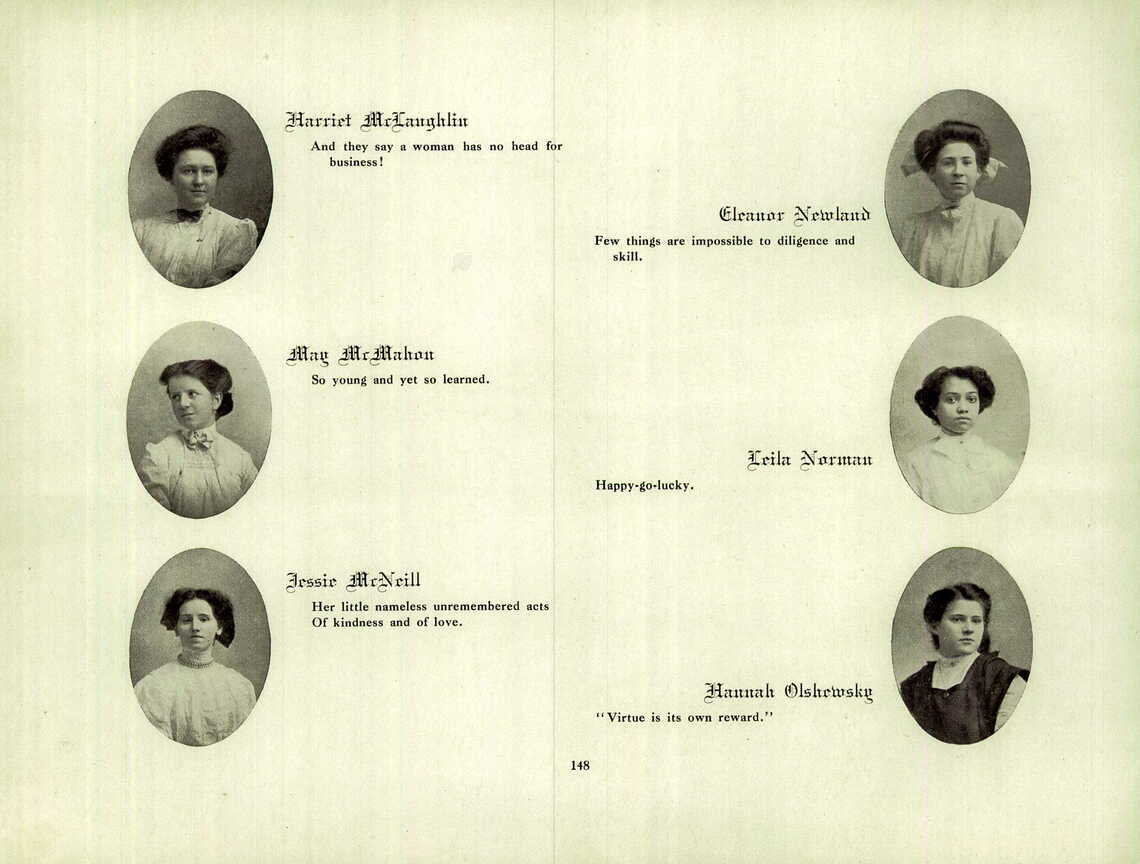 Harriet McLaughlin
And they say a woman has no head for
business!
May McMahon
So young and yet so learned.
Jessie McNeill
Her little nameless unremembered acts
Of kindness and of love.
Eleanor Newland
Few things are impossible to diligence and
skill.
Leila Norman
Happy-go-lucky.
Hannah Olshewsky
"Virtue is its own reward."
148